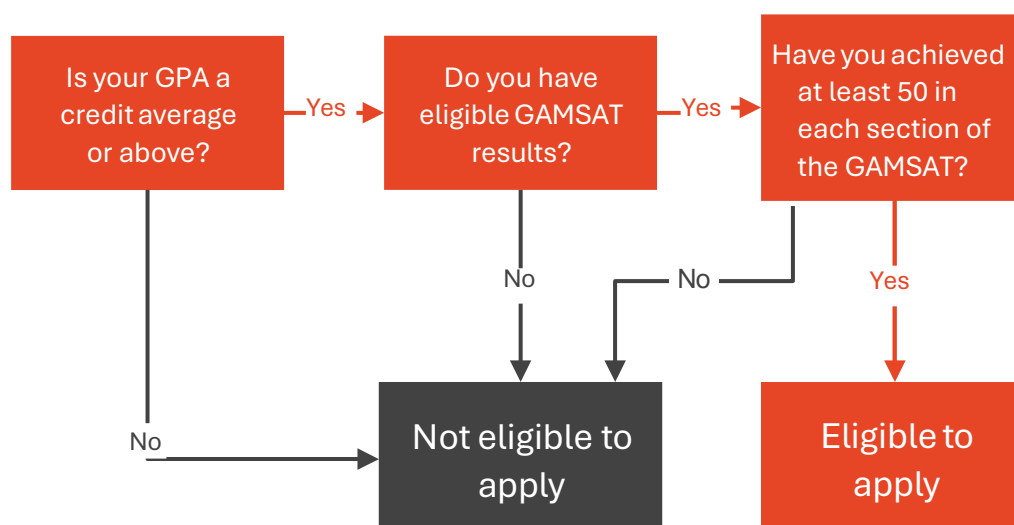 Is your GPA a
credit average
or above?
Yes
Do you have
eligible GAMSAT
results?
Yes
Have you achieved
at least 50 in
each section of
the GAMSAT?
No
No
Yes
No
Not eligible to
apply
Eligible to
apply